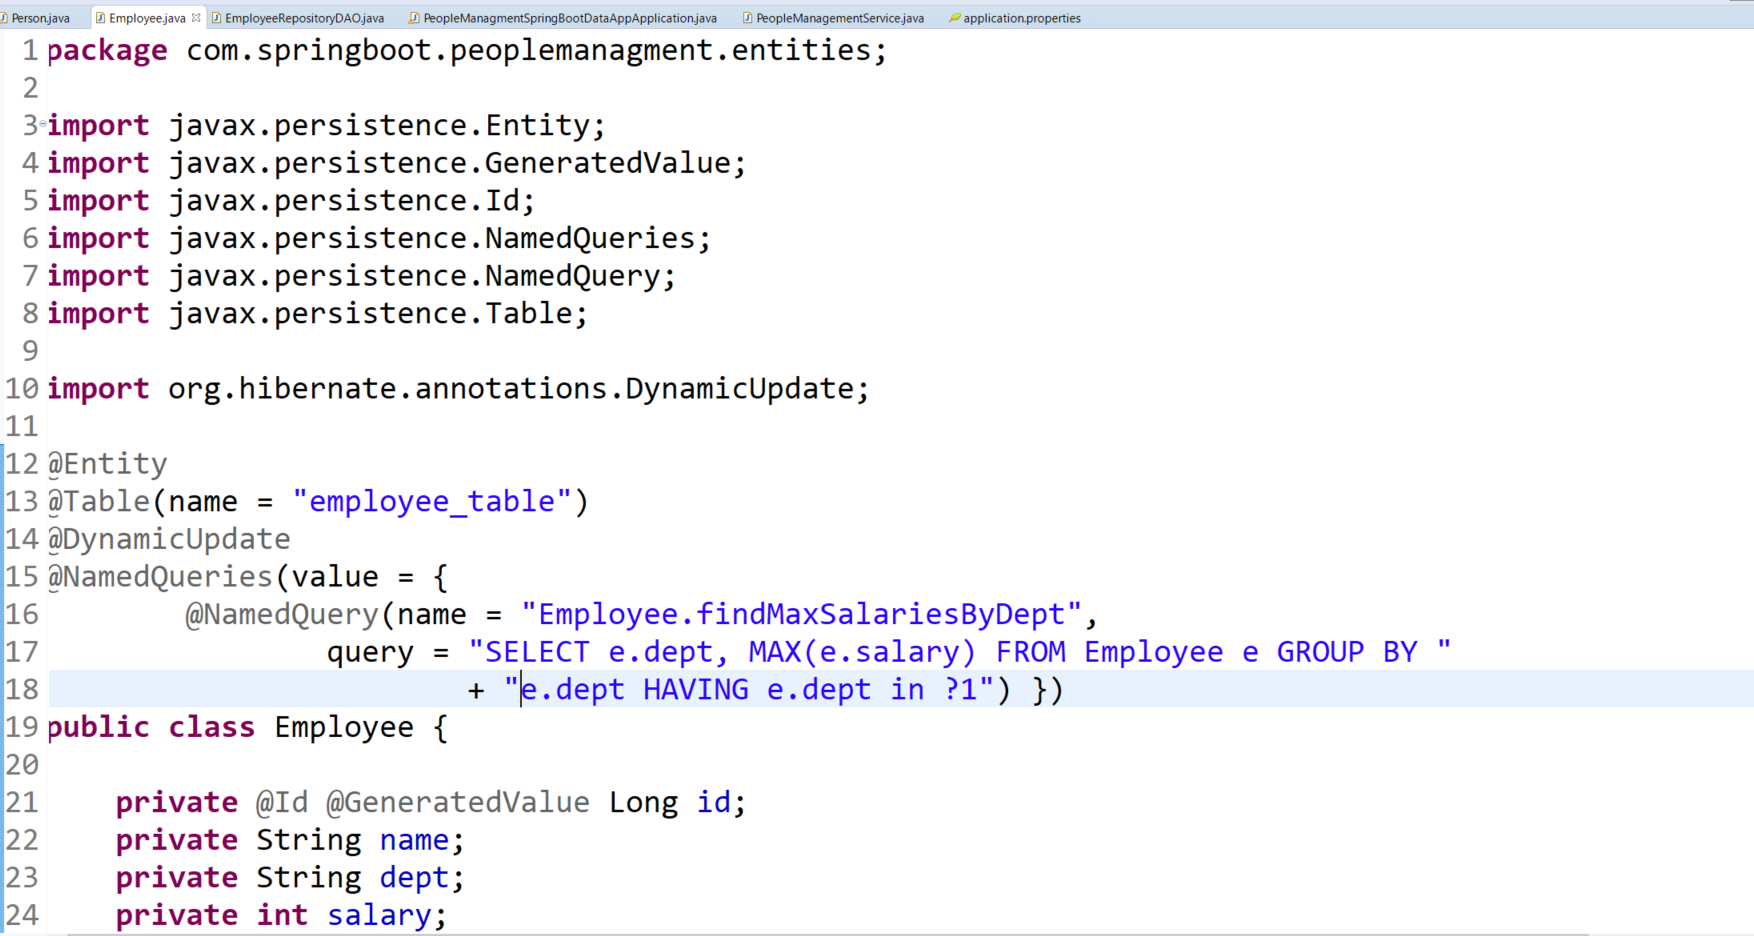 Person.java Employee.java EmployeeRepositoryDAO.java PeopleManagmentSpringBootDataAppApplication.java PeopleManagementService.java application.properties
1 package com.springboot.peoplemanagment.entities;
2
3 import javax.persistence.Entity;
4 import javax.persistence.GeneratedValue;
5 import javax.persistence.Id;
6 import javax.persistence.NamedQueries;
7 import javax.persistence.NamedQuery;
8 import javax.persistence.Table;
9
10 import org.hibernate.annotations.DynamicUpdate;
11
12 @Entity
13 @Table(name = "employee_table")
14 @DynamicUpdate
15 @NamedQueries(value = {
16 @NamedQuery(name = "Employee.findMaxSalariesByDept",
17 query = "SELECT e.dept, MAX(e.salary) FROM Employee e GROUP BY "
18 + "e.dept HAVING e.dept in ?1") })
19 public class Employee {
20
21 private @Id @GeneratedValue Long id;
22 private String name;
23 private String dept;
24 private int salary;